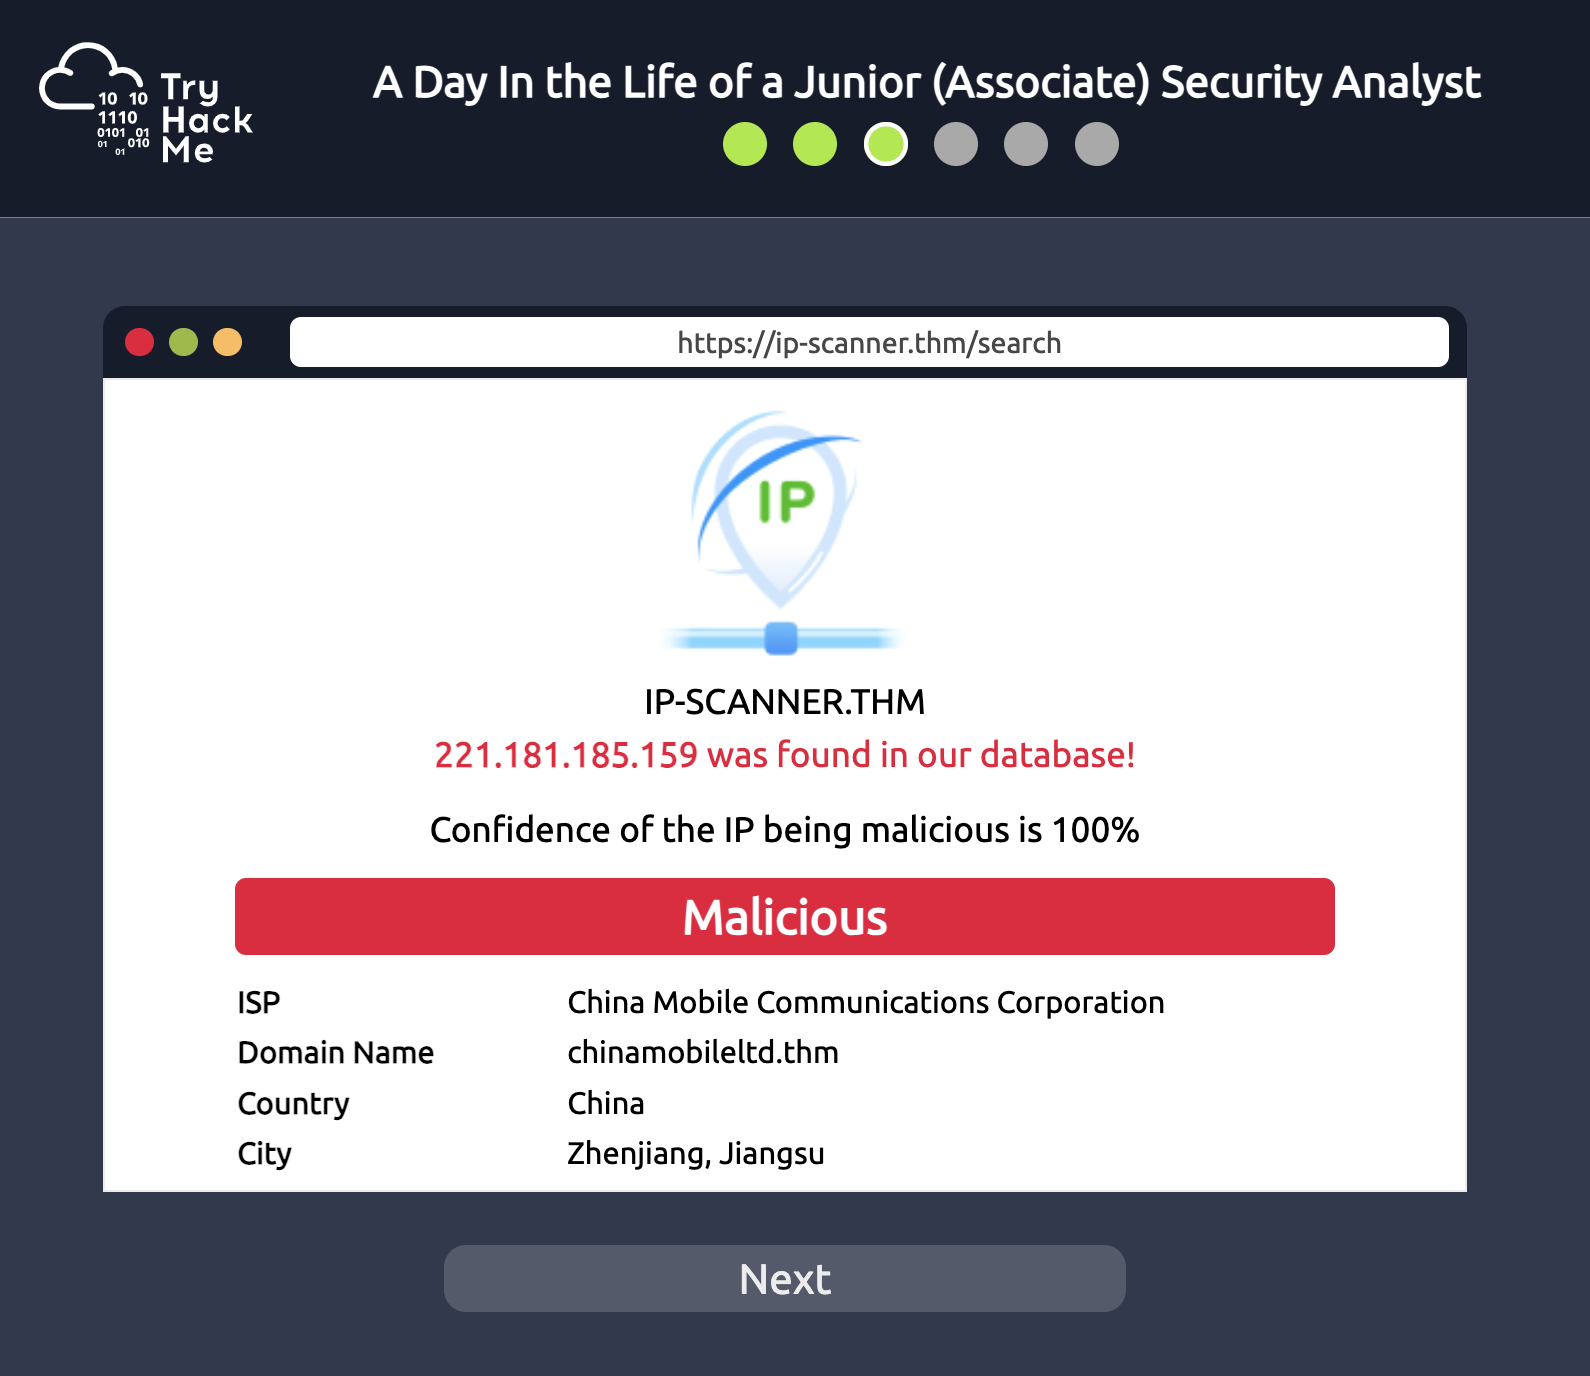 10 10
1110
0101 01
01 010
01
Try
Hack
Me
A Day In the Life of a Junior (Associate) Security Analyst
https://ip-scanner.thm/search
IP
IP-SCANNER.THM
221.181.185.159 was found in our database!
Confidence of the IP being malicious is 100%
Malicious
ISP China Mobile Communications Corporation
Domain Name chinamobileltd.thm
Country China
City Zhenjiang, Jiangsu
Next